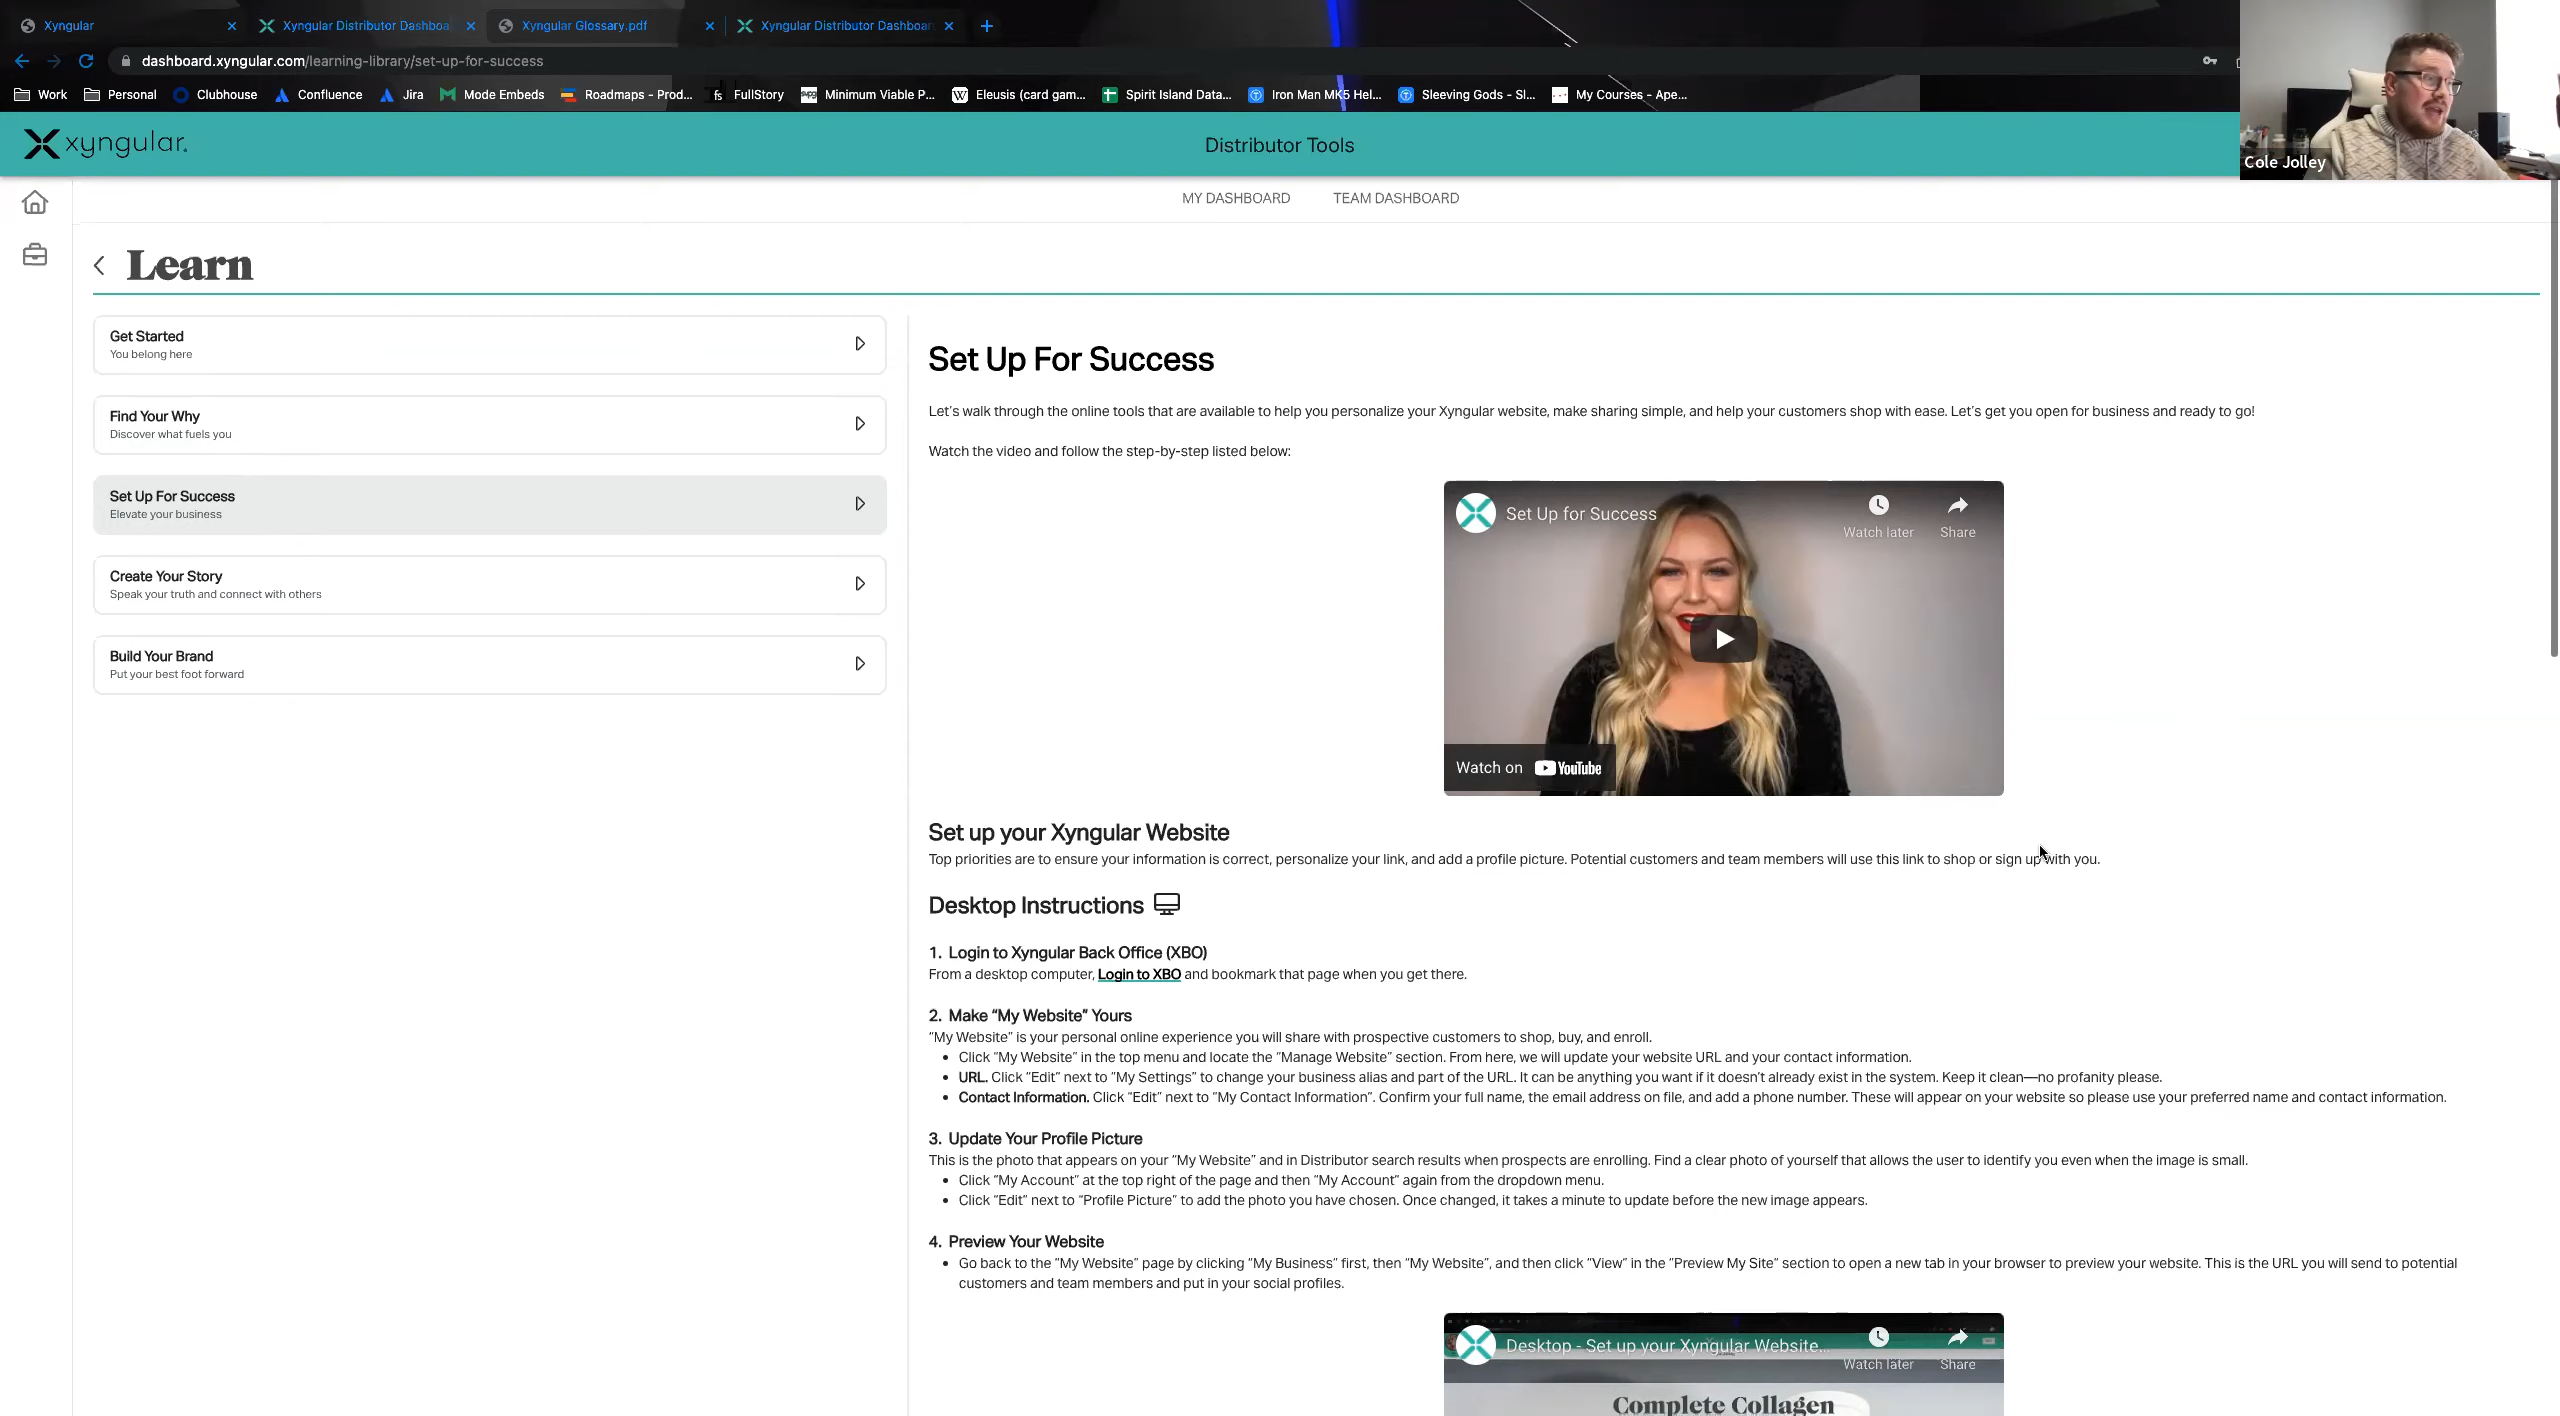 Xyngular
Xyngular Distributor Dashboa
Xyngular Glossary.pdf
Xyngular Distributor Dashboar
dashboard.xyngular.com/learning-library/set-up-for-success
Work Personal Clubhouse Confluence Jira Mode Embeds Roadmaps - Prod... FullStory Minimum Viable P... Eleusis (card gam... Spirit Island Data... Iron Man MK5 Hel... Sleeving Gods - Sl... My Courses - Ape...
Cole Jolley
xyngular.
Distributor Tools
MY DASHBOARD TEAM DASHBOARD
Learn
Get Started
You belong here
Find Your Why
Discover what fuels you
Set Up For Success
Elevate your business
Create Your Story
Speak your truth and connect with others
Build Your Brand
Put your best foot forward
Set Up For Success
Let's walk through the online tools that are available to help you personalize your Xyngular website, make sharing simple, and help your customers shop with ease. Let's get you open for business and ready to go!
Watch the video and follow the step-by-step listed below:
Set Up for Success
Watch later Share
Watch on YouTube
Set up your Xyngular Website
Top priorities are to ensure your information is correct, personalize your link, and add a profile picture. Potential customers and team members will use this link to shop or sign up with you.
Desktop Instructions
1. Login to Xyngular Back Office (XBO)
From a desktop computer, Login to XBO and bookmark that page when you get there.
2. Make “My Website” Yours
“My Website” is your personal online experience you will share with prospective customers to shop, buy, and enroll.
• Click “My Website” in the top menu and locate the “Manage Website” section. From here, we will update your website URL and your contact information.
• URL. Click “Edit” next to “My Settings” to change your business alias and part of the URL. It can be anything you want if it doesn't already exist in the system. Keep it clean—no profanity please.
• Contact Information. Click “Edit” next to “My Contact Information”. Confirm your full name, the email address on file, and add a phone number. These will appear on your website so please use your preferred name and contact information.
3. Update Your Profile Picture
This is the photo that appears on your “My Website” and in Distributor search results when prospects are enrolling. Find a clear photo of yourself that allows the user to identify you even when the image is small.
• Click “My Account” at the top right of the page and then “My Account” again from the dropdown menu.
• Click “Edit” next to “Profile Picture” to add the photo you have chosen. Once changed, it takes a minute to update before the new image appears.
4. Preview Your Website
• Go back to the “My Website” page by clicking “My Business” first, then “My Website”, and then click “View” in the “Preview My Site” section to open a new tab in your browser to preview your website. This is the URL you will send to potential
customers and team members and put in your social profiles.
Desktop - Set up your Xyngular Website...
Watch later Share
Complete Collagen